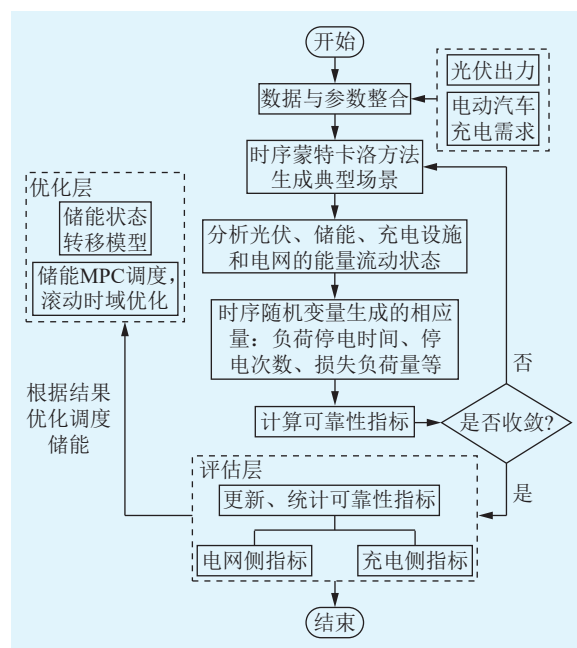 开始
光伏出力
数据与参数整合
电动汽车
充电需求
时序蒙特卡洛方法
生成典型场景
优化层
储能状态
转移模型
储能MPC调度，
滚动时域优化
分析光伏、储能、充电设施
和电网的能量流动状态
时序随机变量生成的相应
量：负荷停电时间、停
电次数、损失负荷量等
否
根据结果
优化调度
储能
计算可靠性指标
是否收敛?
是
评估层
更新、统计可靠性指标
电网侧指标
充电侧指标
结束